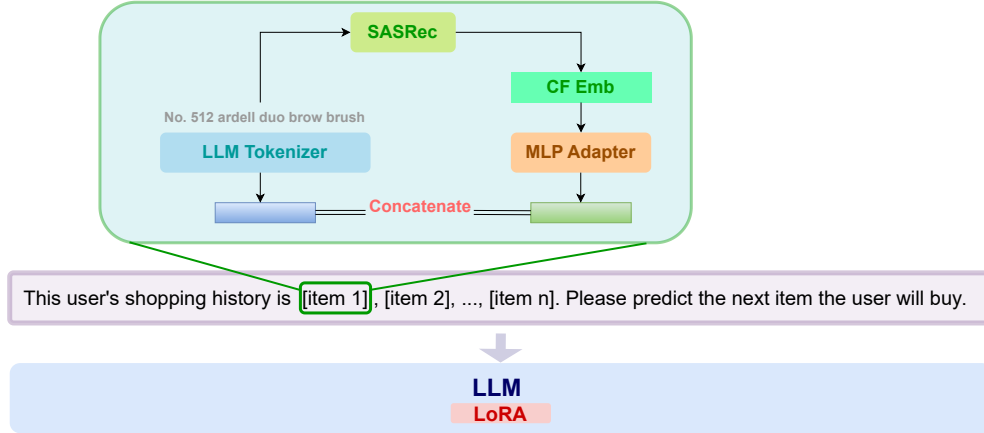 SASRec
CF Emb
No. 512 ardell duo brow brush
LLM Tokenizer
MLP Adapter
Concatenate
This user's shopping history is [item 1] , [item 2], ..., [item n]. Please predict the next item the user will buy.
LLM
LoRA